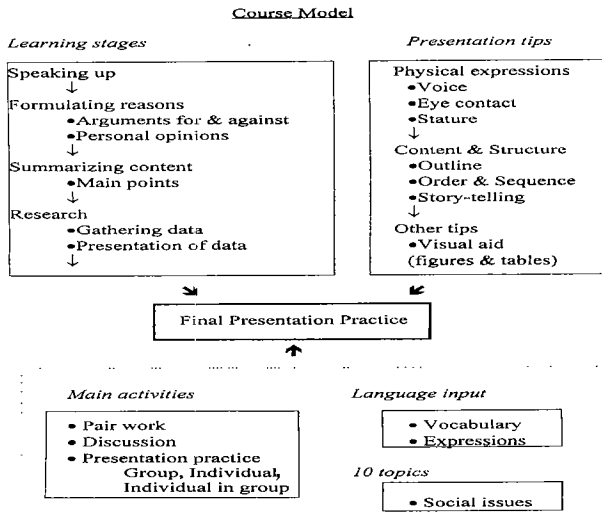 Course Model
Learning stages
Speaking up
↓
Formulating reasons
•Arguments for & against
•Personal opinions
↓
Summarizing content
•Main points
↓
Research
•Gathering data
•Presentation of data
↓
Presentation tips
Physical expressions
•Voice
•Eye contact
•Stature
↓
Content & Structure
•Outline
•Order & Sequence
•Story-telling
↓
Other tips
•Visual aid
(figures & tables)
Final Presentation Practice
Main activities
• Pair work
• Discussion
• Presentation practice
Group, Individual,
Individual in group
Language input
• Vocabulary
• Expressions
10 topics
• Social issues